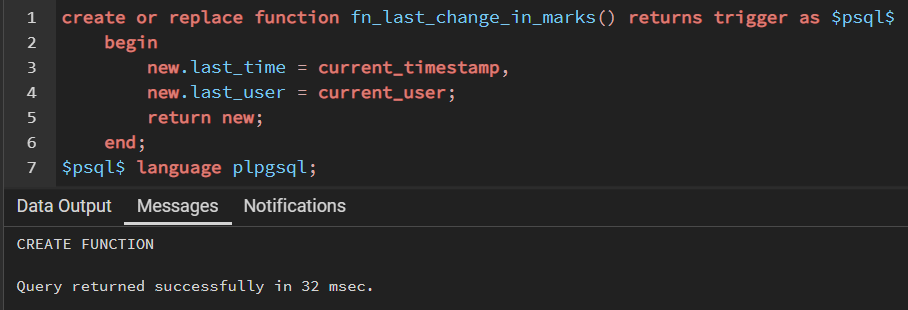 1 create or replace function fn_last_change_in_marks() returns trigger as $psql$
2 begin
3 new.last_time = current_timestamp,
4 new.last_user = current_user;
5 return new;
6 end;
7 $psql$ language plpgsql;
Data Output Messages Notifications
CREATE FUNCTION
Query returned successfully in 32 msec.